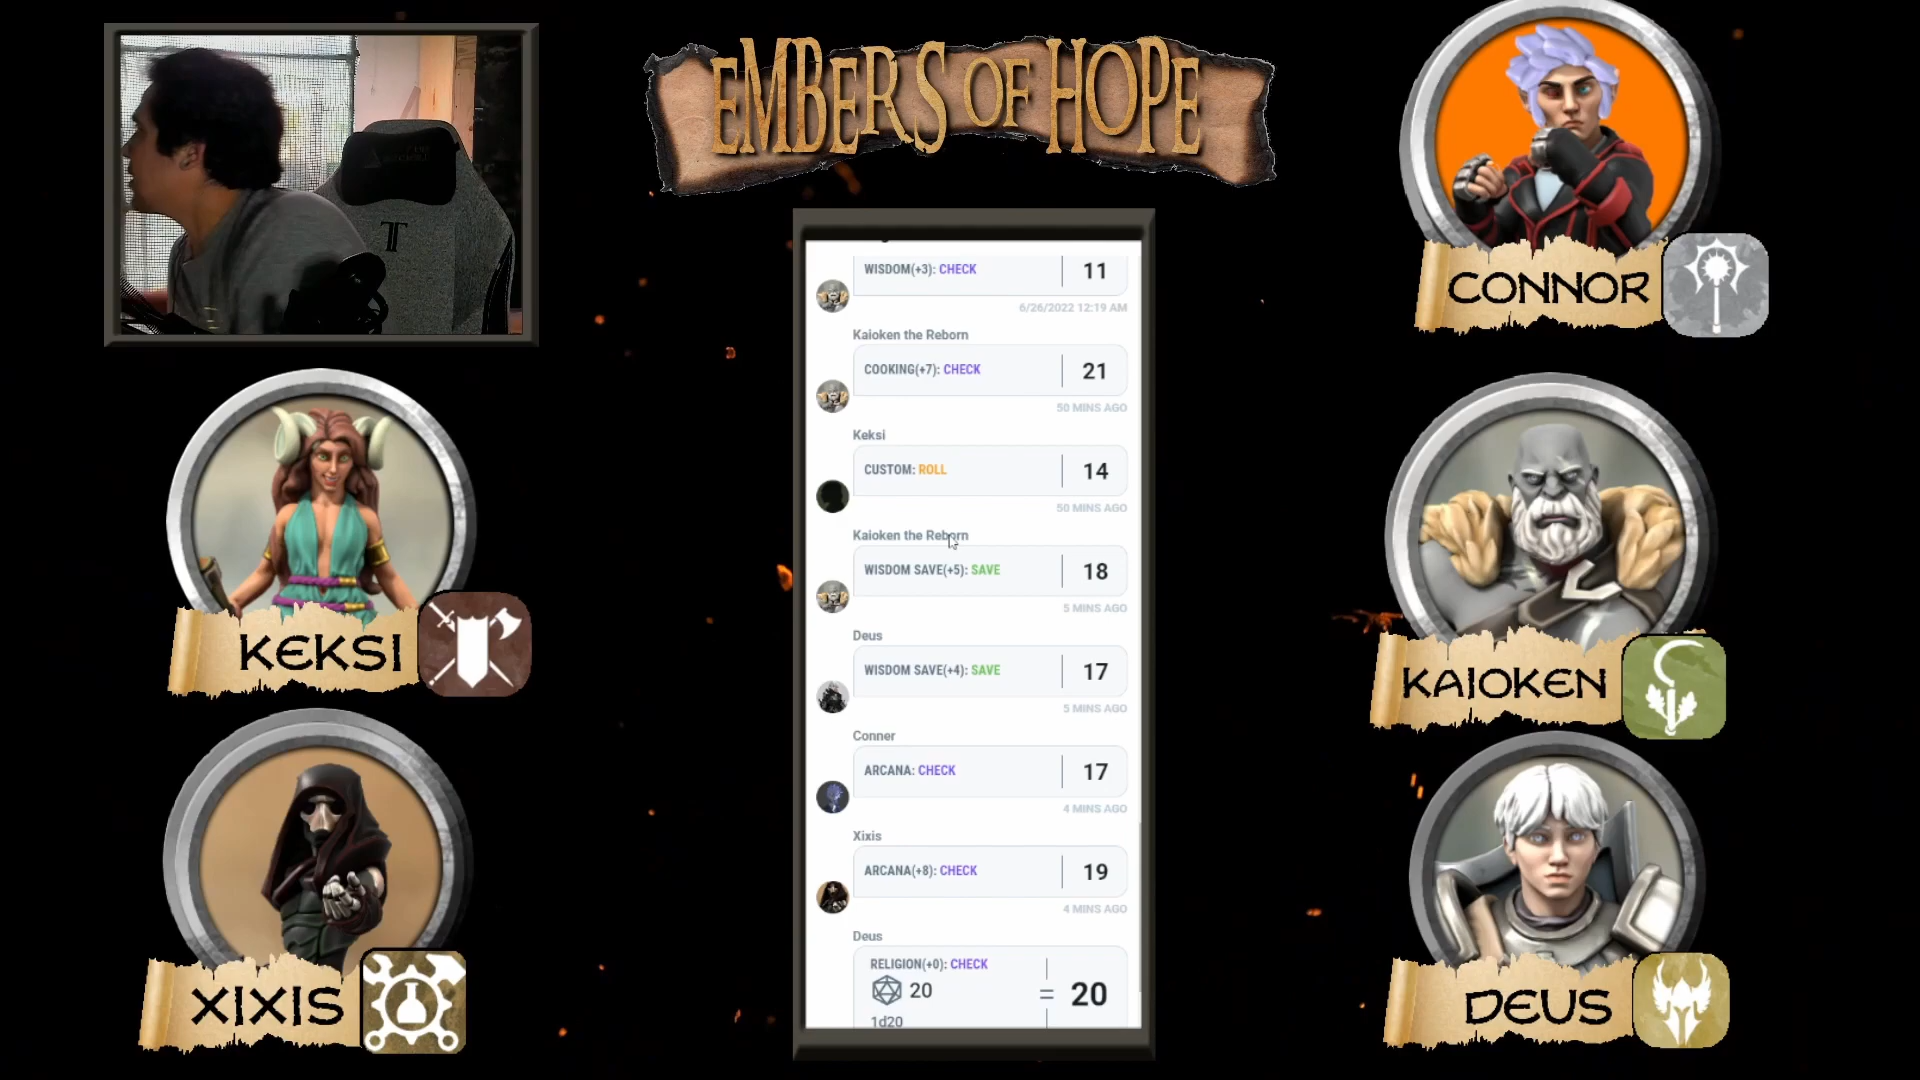 EMBERS OF HOPE
CONNOR
KEKSI
KAIOKEN
XIXIS
DEUS
WISDOM(+3): CHECK
11
6/26/2022 12:19 AM
Kaioken the Reborn
COOKING(+7): CHECK
21
50 MINS AGO
Keksi
CUSTOM: ROLL
14
50 MINS AGO
Kaioken the Reborn
WISDOM SAVE(+5): SAVE
18
5 MINS AGO
Deus
WISDOM SAVE(+4): SAVE
17
5 MINS AGO
Conner
ARCANA: CHECK
17
4 MINS AGO
Xixis
ARCANA(+8): CHECK
19
4 MINS AGO
Deus
RELIGION(+0): CHECK
20
= 20
1d20